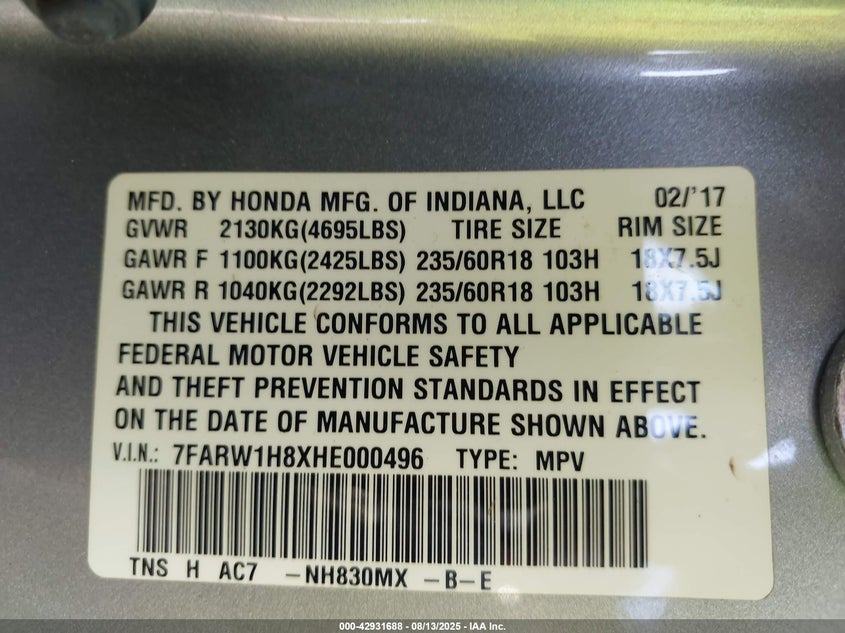 MFD. BY HONDA MFG. OF INDIANA, LLC 02/'17
GVWR 2130KG(4695LBS) TIRE SIZE RIM SIZE
GAWR F 1100KG(2425LBS) 235/60R18 103H 18X7.5J
GAWR R 1040KG(2292LBS) 235/60R18 103H 18X7.5J
THIS VEHICLE CONFORMS TO ALL APPLICABLE
FEDERAL MOTOR VEHICLE SAFETY
AND THEFT PREVENTION STANDARDS IN EFFECT
ON THE DATE OF MANUFACTURE SHOWN ABOVE.
V.I.N.: 7FARW1H8XHE000496 TYPE: MPV
TNS H AC7 -NH830MX -B-E
000-42931688 - 08/13/2025 - IAA Inc.